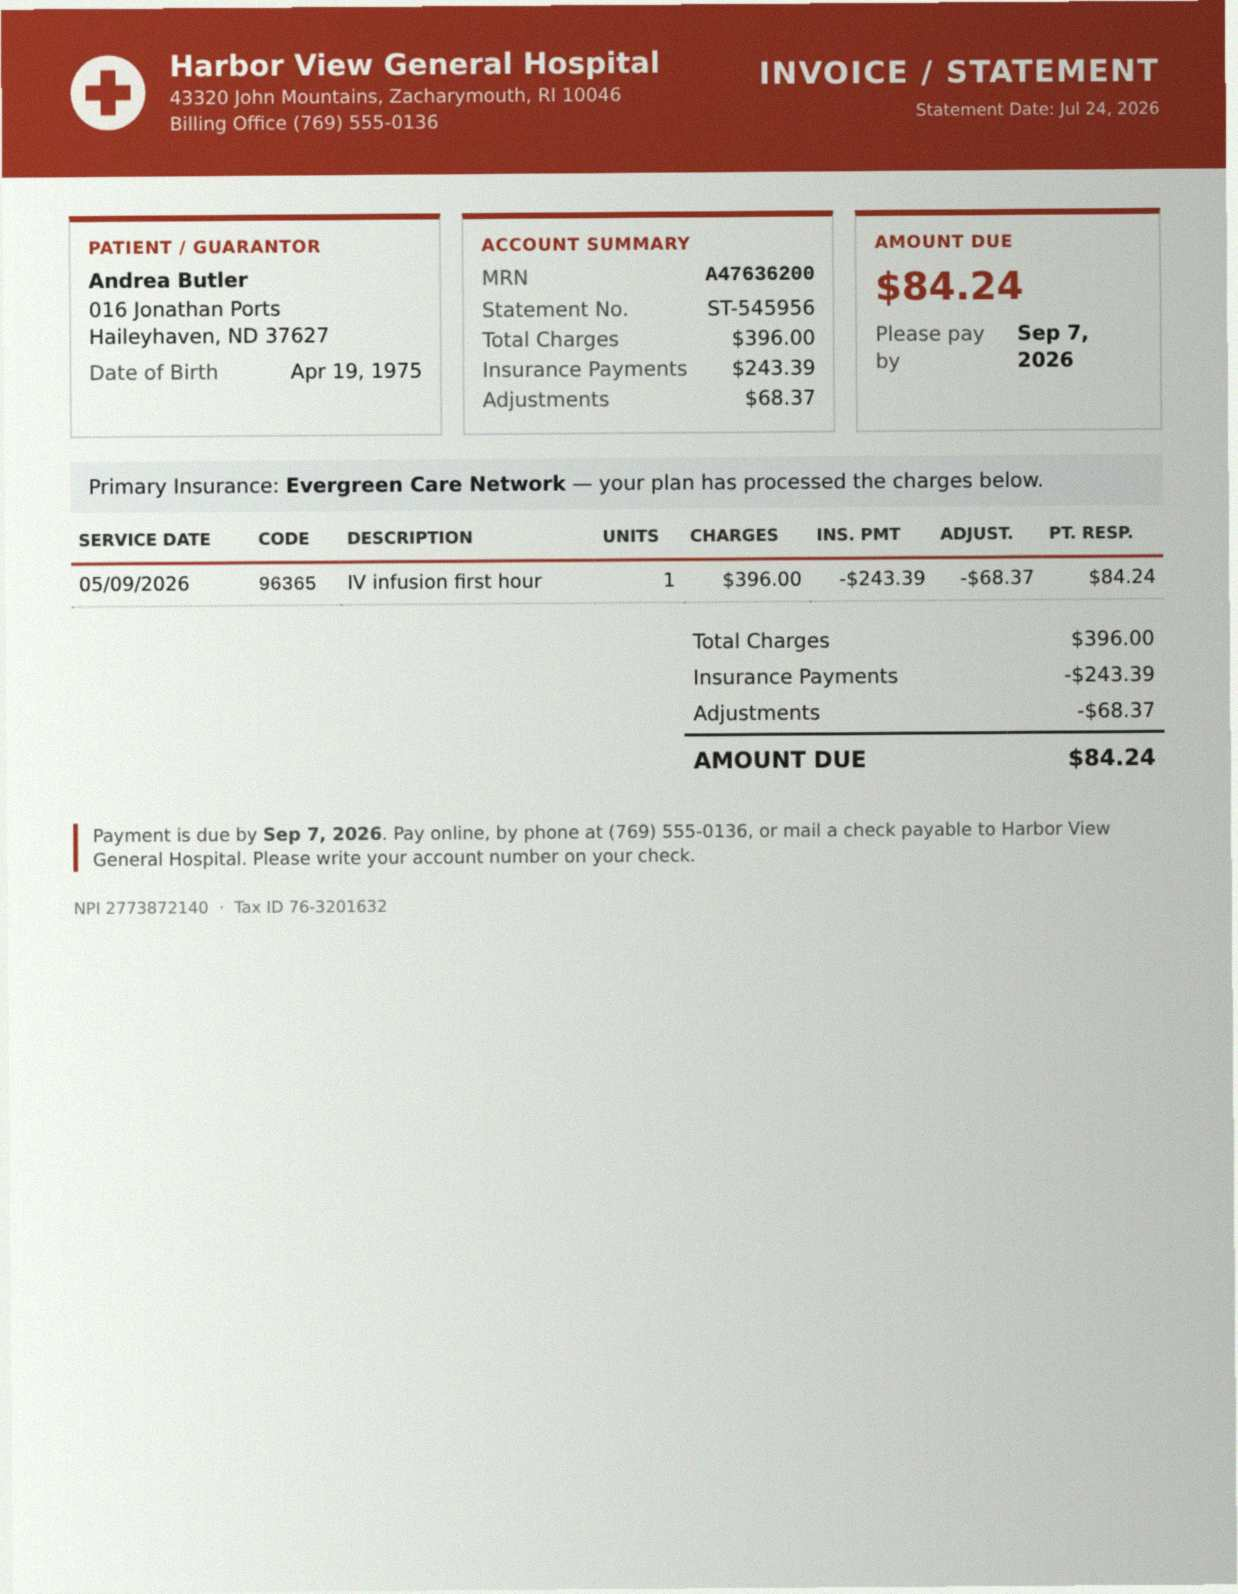 Harbor View General Hospital
43320 John Mountains, Zacharymouth, RI 10046
Billing Office (769) 555-0136
INVOICE / STATEMENT
Statement Date: Jul 24, 2026
PATIENT / GUARANTOR
Andrea Butler
016 Jonathan Ports
Haileyhaven, ND 37627
Date of Birth Apr 19, 1975
ACCOUNT SUMMARY
MRN A47636200
Statement No. ST-545956
Total Charges $396.00
Insurance Payments $243.39
Adjustments $68.37
AMOUNT DUE
$84.24
Please pay by Sep 7, 2026
Primary Insurance: Evergreen Care Network — your plan has processed the charges below.
SERVICE DATE CODE DESCRIPTION UNITS CHARGES INS. PMT ADJUST. PT. RESP.
05/09/2026 96365 IV infusion first hour 1 $396.00 -$243.39 -$68.37 $84.24
Total Charges $396.00
Insurance Payments -$243.39
Adjustments -$68.37
AMOUNT DUE $84.24
Payment is due by Sep 7, 2026. Pay online, by phone at (769) 555-0136, or mail a check payable to Harbor View
General Hospital. Please write your account number on your check.
NPI 2773872140 · Tax ID 76-3201632